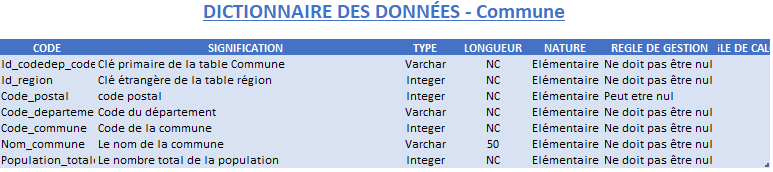 DICTIONNAIRE DES DONNÉES - Commune
CODE SIGNIFICATION TYPE LONGUEUR NATURE REGLE DE GESTION GLE DE CALC
Id_codedep_code Clé primaire de la table Commune Varchar NC Elémentaire Ne doit pas être nul
Id_region Clé étrangère de la table région Integer NC Elémentaire Ne doit pas être nul
Code_postal code postal Integer NC Elémentaire Peut etre nul
Code_departeme Code du département Varchar NC Elémentaire Ne doit pas être nul
Code_commune Code de la commune Integer NC Elémentaire Ne doit pas être nul
Nom_commune Le nom de la commune Varchar 50 Elémentaire Ne doit pas être nul
Population_totale Le nombre total de la population Integer NC Elémentaire Ne doit pas être nul